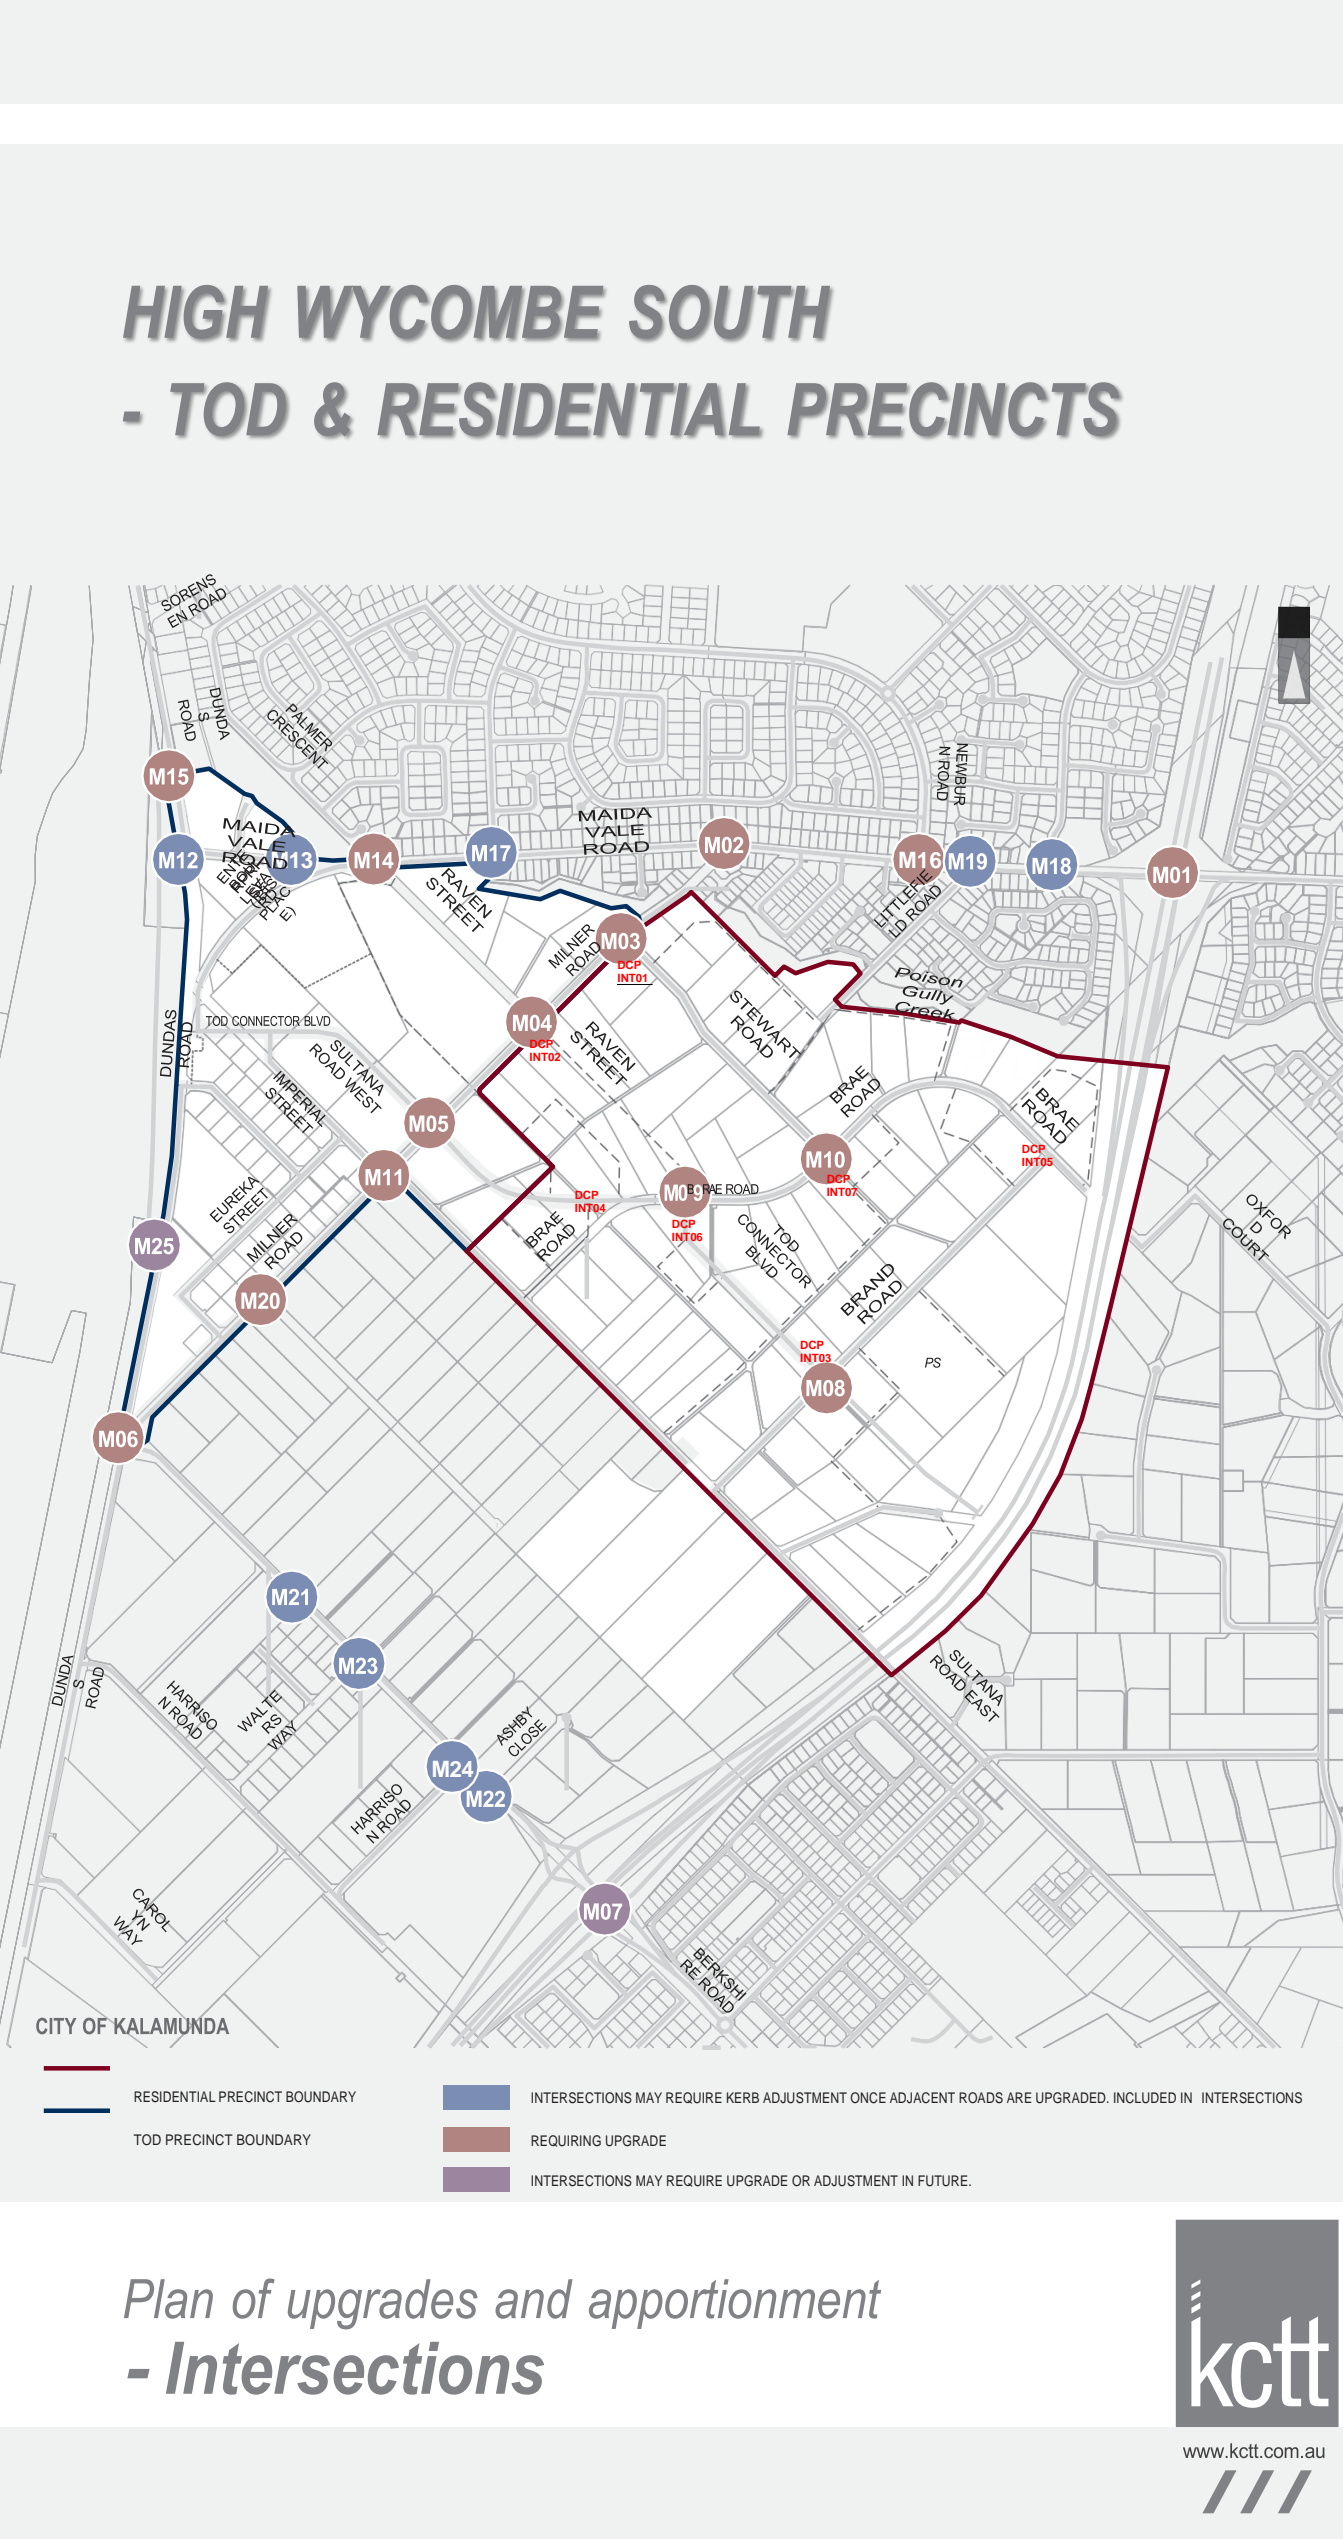 HIGH WYCOMBE SOUTH
- TOD & RESIDENTIAL PRECINCTS
SORENS
EN ROAD
DUNDA
S
ROAD
PALMER
CRESCENT
NEWBUR
N ROAD
M15
MAIDA
VALE
ROAD
M12
M13
M14
M17
MAIDA
VALE
ROAD
M02
M16
M19
M18
M01
RAVEN
STREET
LITTLEFIE
LD ROAD
MILNER
ROAD
M03
DCP
INT01
Poison
Gully
Creek
STEWART
ROAD
TOD CONNECTOR BLVD
DUNDAS
ROAD
M04
DCP
INT02
RAVEN
STREET
SULTANA
ROAD WEST
IMPERIAL
STREET
BRAE
ROAD
BRAE
ROAD
M05
M11
M10
DCP
INT07
DCP
INT05
EUREKA
STREET
MILNER
ROAD
M09
BRAE ROAD
DCP
INT04
DCP
INT06
BRAE
ROAD
TOD
CONNECTOR
BLVD
OXFOR
D
COURT
M25
M20
BRAND
ROAD
DCP
INT03
PS
M08
M06
M21
M23
DUNDA
S
ROAD
HARRISO
N ROAD
WALTE
RS
WAY
ASHBY
CLOSE
SULTANA
ROAD EAST
M24
M22
HARRISO
N ROAD
CAROL
YN
WAY
M07
BERKSHI
RE ROAD
CITY OF KALAMUNDA
RESIDENTIAL PRECINCT BOUNDARY
TOD PRECINCT BOUNDARY
INTERSECTIONS MAY REQUIRE KERB ADJUSTMENT ONCE ADJACENT ROADS ARE UPGRADED. INCLUDED IN INTERSECTIONS
REQUIRING UPGRADE
INTERSECTIONS MAY REQUIRE UPGRADE OR ADJUSTMENT IN FUTURE.
Plan of upgrades and apportionment
- Intersections
kctt
www.kctt.com.au